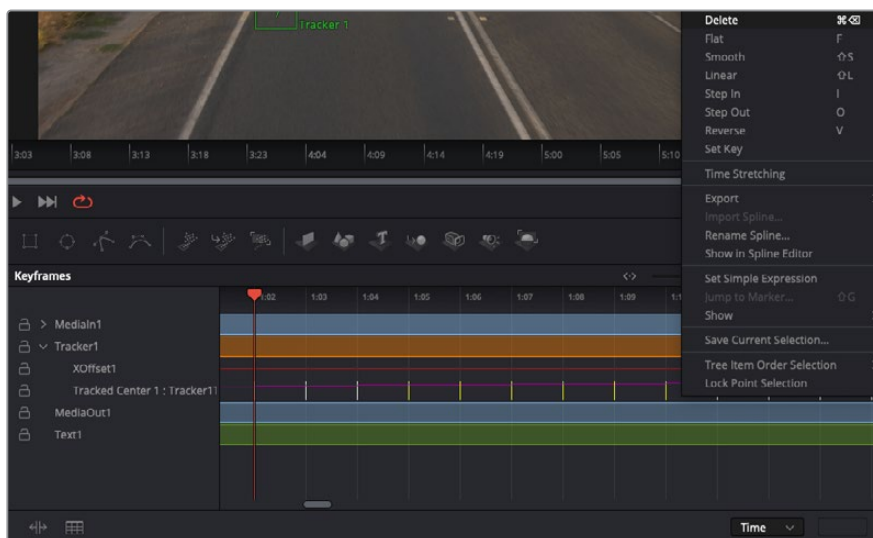 Tracker 1
Delete ⌘⌫
Flat F
Smooth ⇧S
Linear ⇧L
Step In I
Step Out O
Reverse V
Set Key
Time Stretching
Export
Import Spline...
Rename Spline...
Show in Spline Editor
Set Simple Expression
Jump to Marker... ⇧G
Show
Save Current Selection...
Tree Item Order Selection
Lock Point Selection
3:03 3:08 3:13 3:18 3:23 4:04 4:09 4:14 4:19 5:00 5:05 5:10
Keyframes
1:02 1:03 1:04 1:05 1:06 1:07 1:08 1:09
MediaIn1
Tracker1
XOffset1
Tracked Center 1 : Tracker1
MediaOut1
Text1
Time